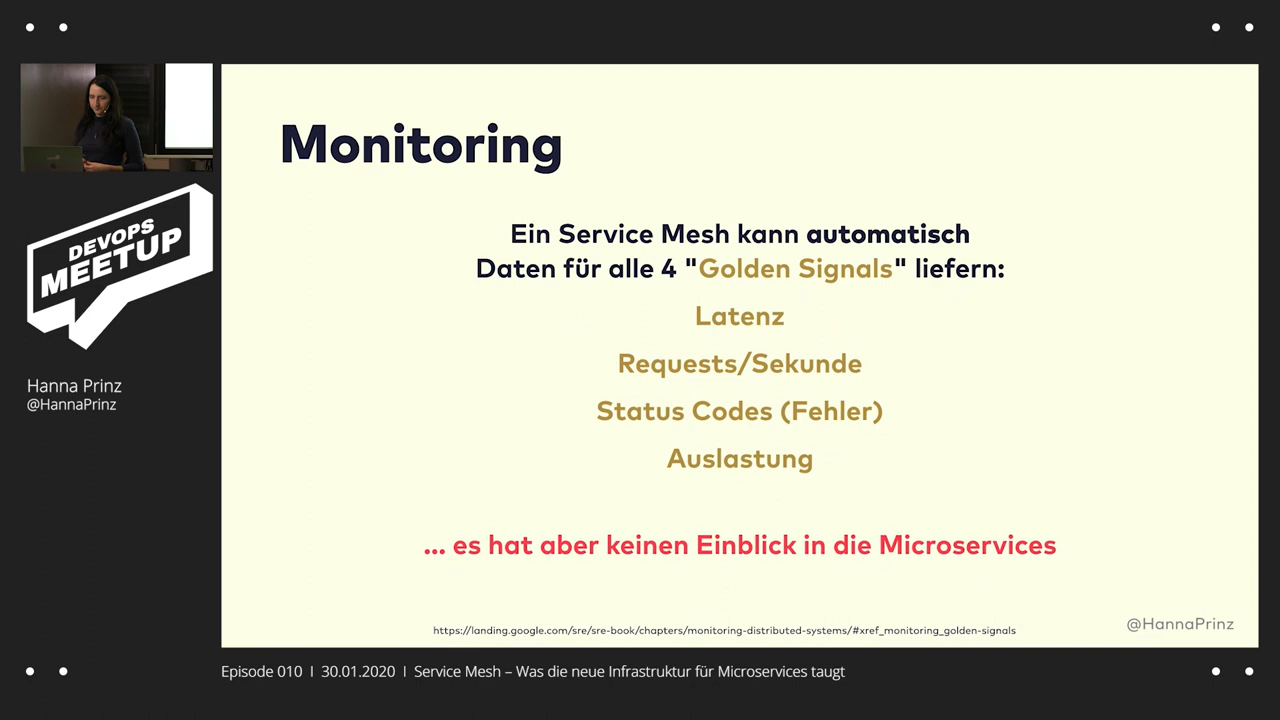 DEVOPS
MEETUP
Hanna Prinz
@HannaPrinz
Monitoring
Ein Service Mesh kann automatisch
Daten für alle 4 "Golden Signals" liefern:
Latenz
Requests/Sekunde
Status Codes (Fehler)
Auslastung
... es hat aber keinen Einblick in die Microservices
https://landing.google.com/sre/sre-book/chapters/monitoring-distributed-systems/#xref_monitoring_golden-signals
@HannaPrinz
Episode 010 | 30.01.2020 | Service Mesh – Was die neue Infrastruktur für Microservices taugt